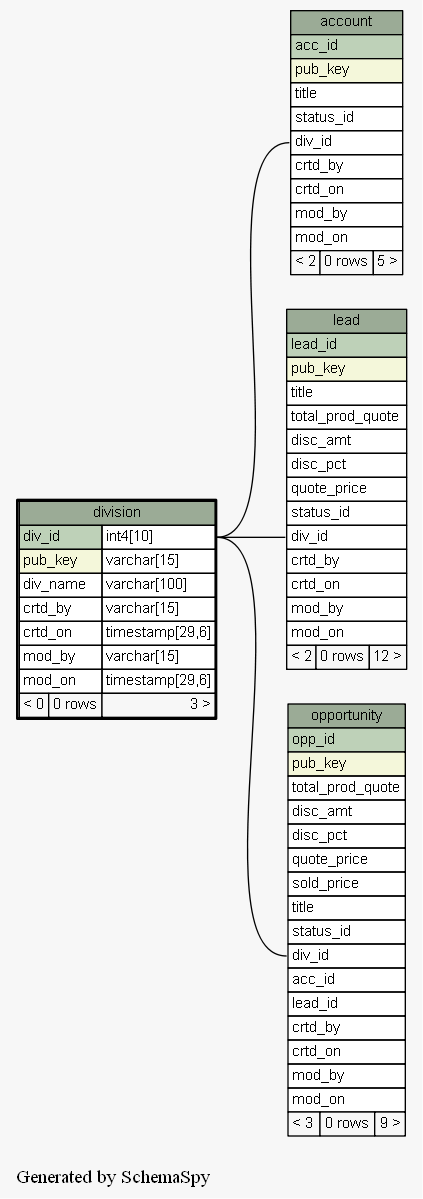 account
acc_id
pub_key
title
status_id
div_id
crtd_by
crtd_on
mod_by
mod_on
< 2 0 rows 5 >
lead
lead_id
pub_key
title
total_prod_quote
disc_amt
disc_pct
quote_price
status_id
div_id
crtd_by
crtd_on
mod_by
mod_on
< 2 0 rows 12 >
division
div_id int4[10]
pub_key varchar[15]
div_name varchar[100]
crtd_by varchar[15]
crtd_on timestamp[29,6]
mod_by varchar[15]
mod_on timestamp[29,6]
< 0 0 rows 3 >
opportunity
opp_id
pub_key
total_prod_quote
disc_amt
disc_pct
quote_price
sold_price
title
status_id
div_id
acc_id
lead_id
crtd_by
crtd_on
mod_by
mod_on
< 3 0 rows 9 >
Generated by SchemaSpy